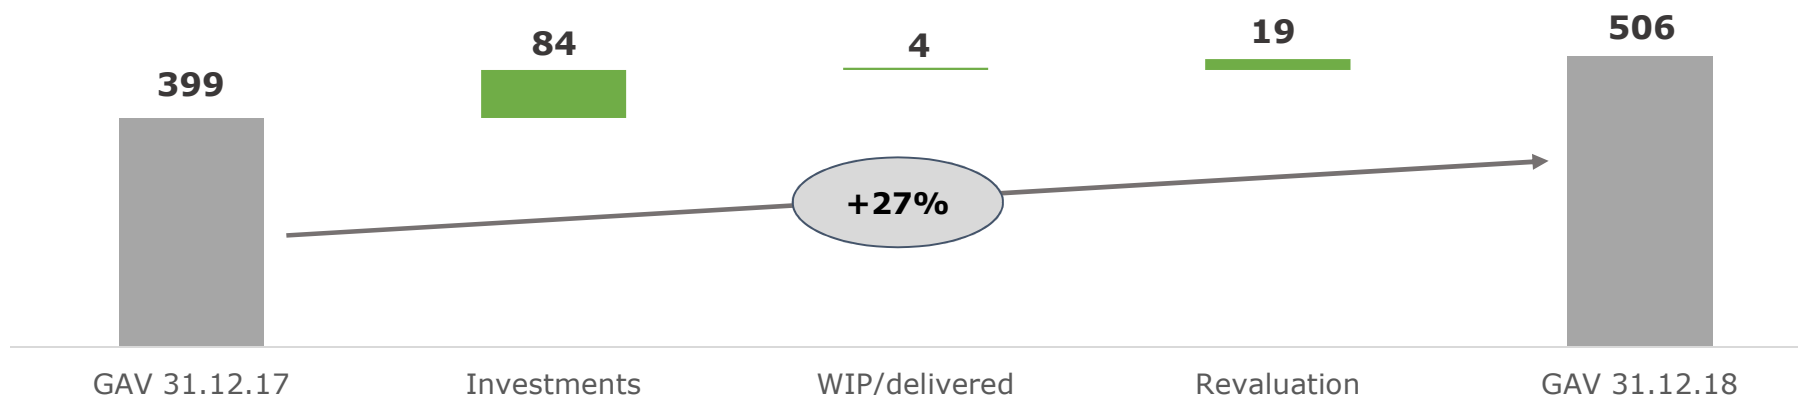 399
84
4
19
506
+27%
GAV 31.12.17
Investments
WIP/delivered
Revaluation
GAV 31.12.18